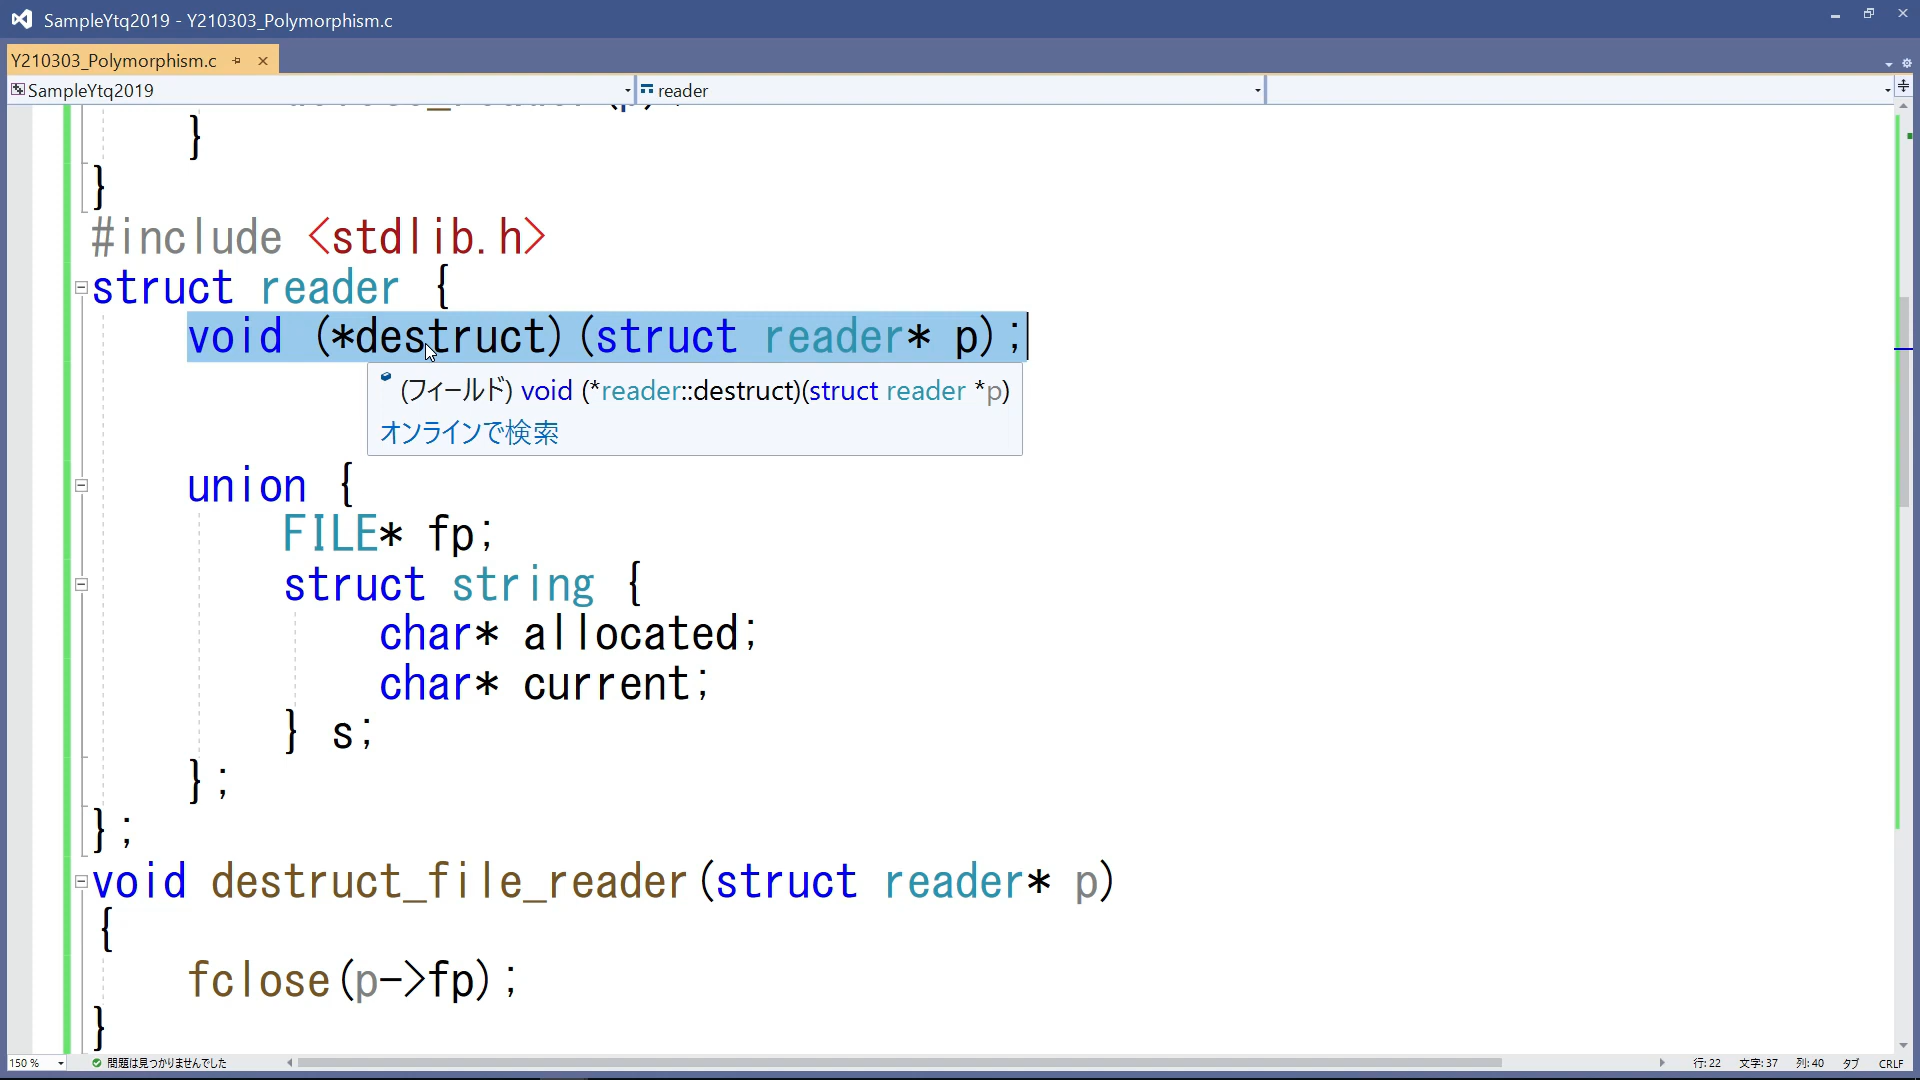 SampleYtq2019 - Y210303_Polymorphism.c
Y210303_Polymorphism.c
SampleYtq2019
reader
}
}
#include <stdlib.h>
struct reader {
void (*destruct)(struct reader* p);
(フィールド) void (*reader::destruct)(struct reader *p)
オンラインで検索
union {
FILE* fp;
struct string {
char* allocated;
char* current;
} s;
};
};
void destruct_file_reader(struct reader* p)
{
fclose(p->fp);
}
150 %
問題は見つかりませんでした
行: 22
文字: 37
列: 40
タブ
CRLF